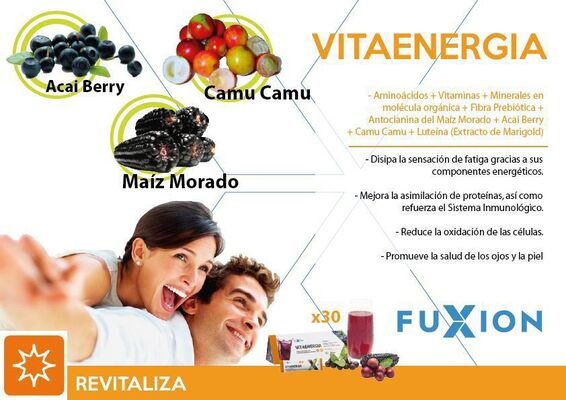 VITAENERGIA
Acai Berry
Camu Camu
Maíz Morado
- Aminoácidos + Vitaminas + Minerales en
molécula orgánica + Fibra Prebiótica +
Antocianina del Maíz Morado + Acai Berry
+ Camu Camu + Luteína (Extracto de Marigold)
- Disipa la sensación de fatiga gracias a sus
componentes energéticos.
- Mejora la asimilación de proteínas, así como
refuerza el Sistema Inmunológico.
- Reduce la oxidación de las células.
- Promueve la salud de los ojos y la piel
x30
VITAENERGIA
VITAENERGIA
FUXION
REVITALIZA